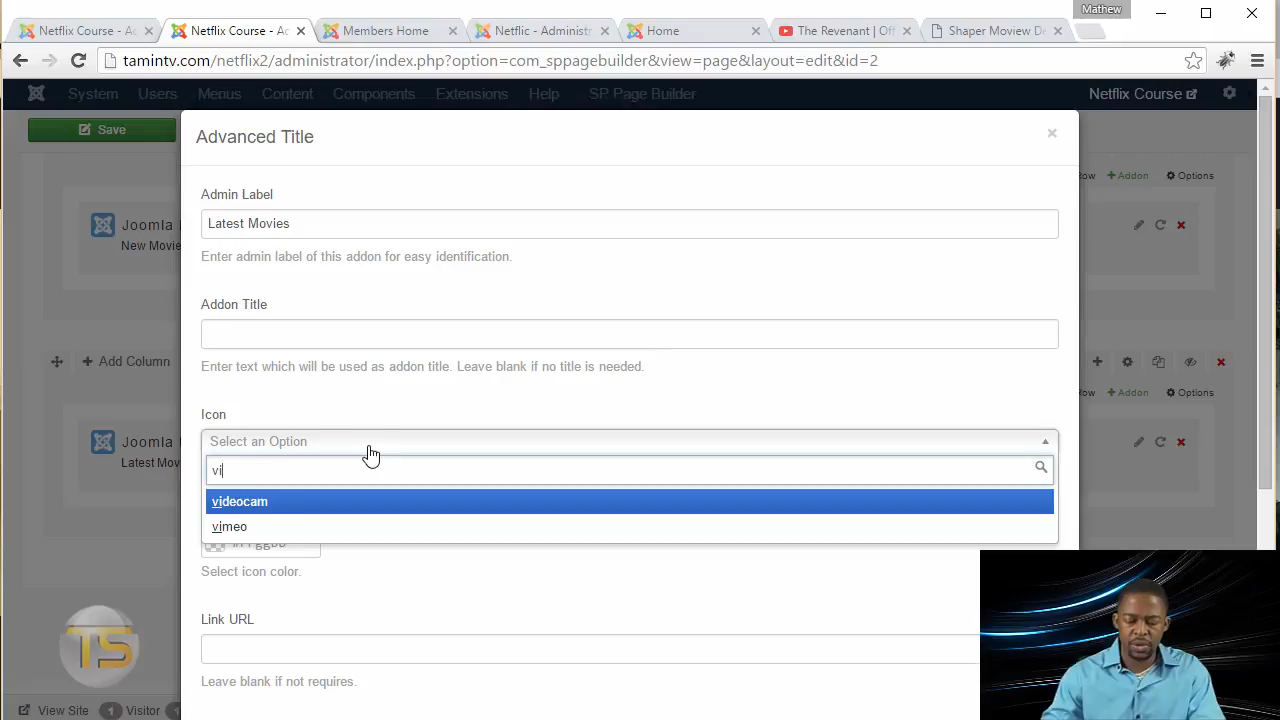 Mathew
Netflix Course - Ac
Netflix Course - Ac
Members Home
Netflic - Administr
Home
The Revenant | Off
Shaper Moview De
tamintv.com/netflix2/administrator/index.php?option=com_sppagebuilder&view=page&layout=edit&id=2
System Users Menus Content Components Extensions Help SP Page Builder Netflix Course
Save
Advanced Title
Admin Label
Row + Addon Options
Latest Movies
Joomla
New Movie
Enter admin label of this addon for easy identification.
Addon Title
Enter text which will be used as addon title. Leave blank if no title is needed.
+ Add Column
Row + Addon Options
Icon
Select an Option
Joomla
Latest Mov
vi
videocam
vimeo
Select icon color.
Link URL
TS
Leave blank if not requires.
View Site 1 Visitor 1